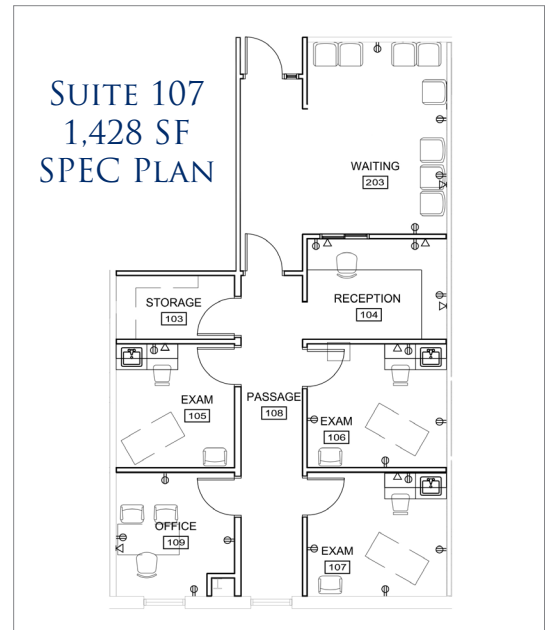 SUITE 107
1,428 SF
SPEC PLAN
WAITING
203
STORAGE
103
RECEPTION
104
EXAM
105
PASSAGE
108
EXAM
106
OFFICE
109
EXAM
107